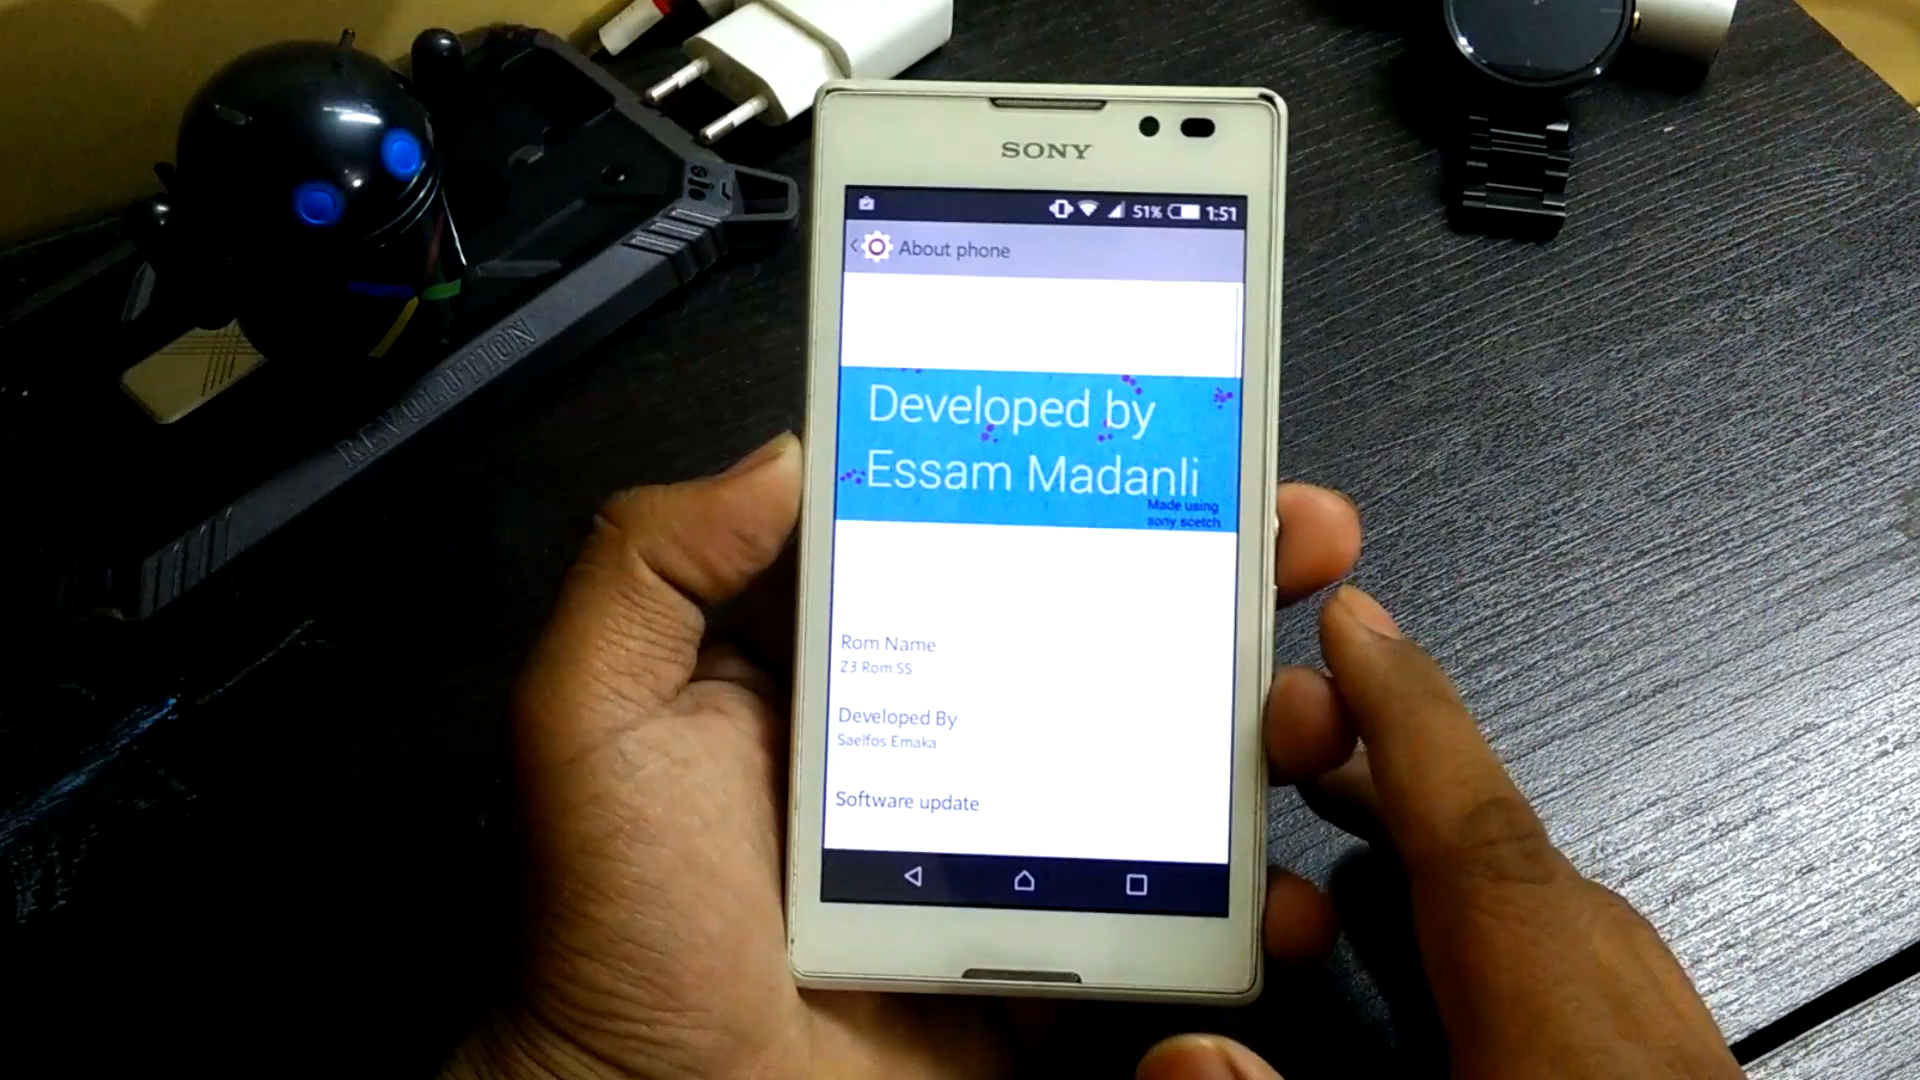 REVOLUTION
SONY
51% 1:51
About phone
Developed by
Essam Madanli
Made using
sony scetch
Rom Name
Z3 Rom SS
Developed By
Saelfos Emaka
Software update